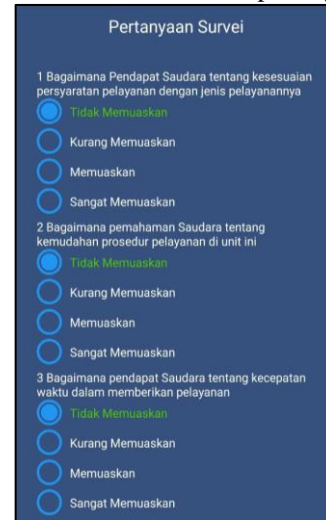 Pertanyaan Survei
1 Bagaimana Pendapat Saudara tentang kesesuaian
persyaratan pelayanan dengan jenis pelayanannya
Tidak Memuaskan
Kurang Memuaskan
Memuaskan
Sangat Memuaskan
2 Bagaimana pemahaman Saudara tentang
kemudahan prosedur pelayanan di unit ini
Tidak Memuaskan
Kurang Memuaskan
Memuaskan
Sangat Memuaskan
3 Bagaimana pendapat Saudara tentang kecepatan
waktu dalam memberikan pelayanan
Tidak Memuaskan
Kurang Memuaskan
Memuaskan
Sangat Memuaskan